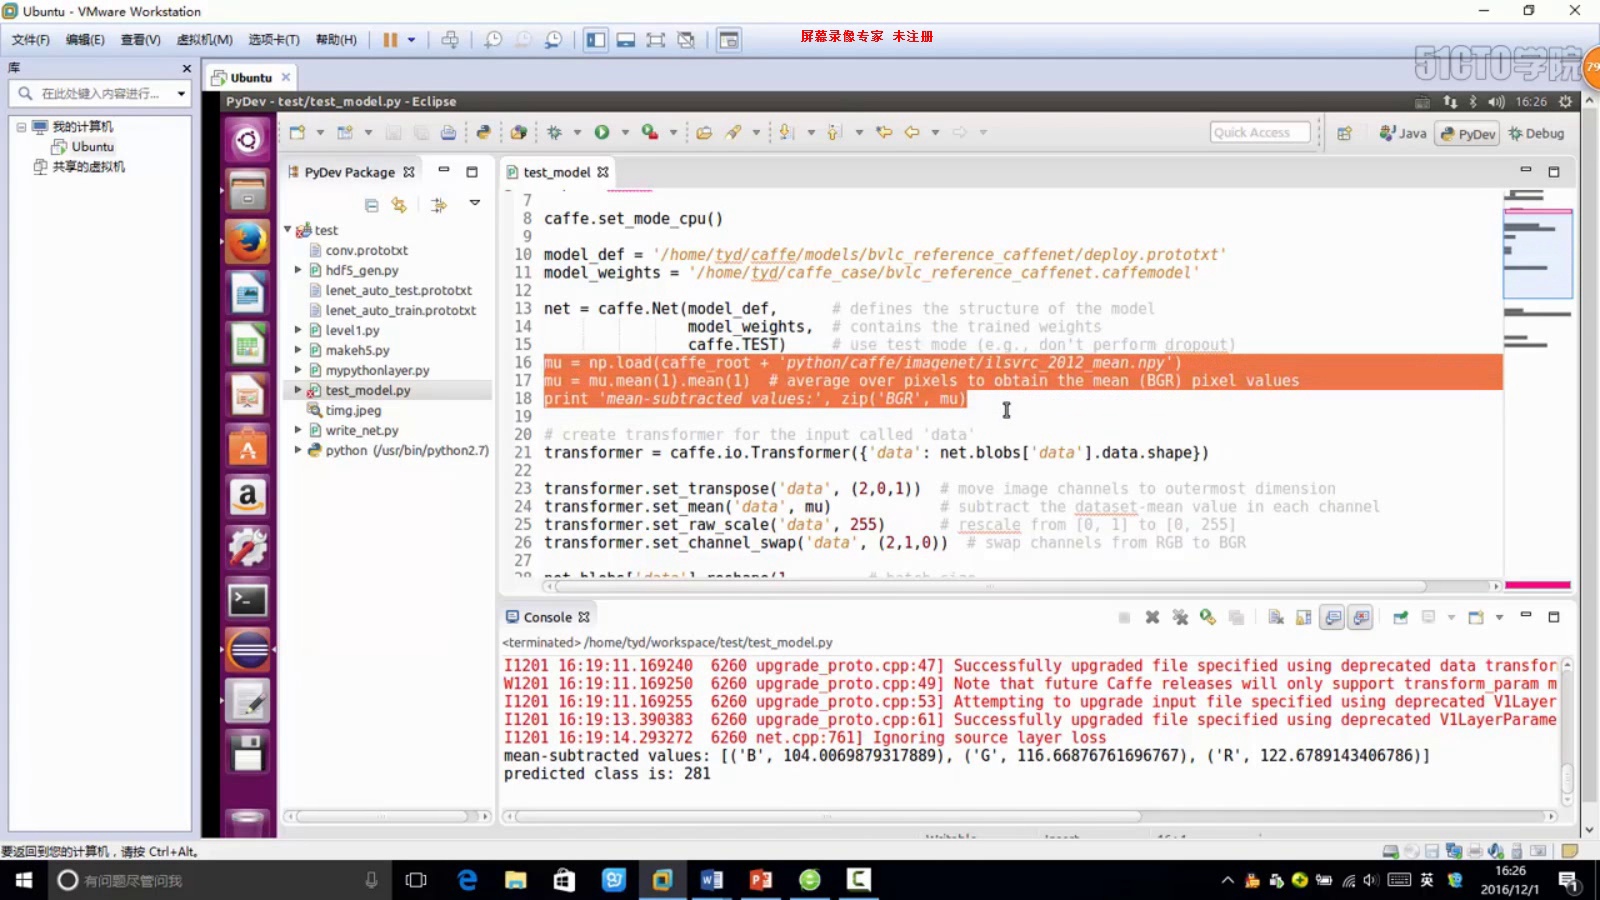 Ubuntu - VMware Workstation
文件(F) 编辑(E) 查看(V) 虚拟机(M) 选项卡(T) 帮助(H)
屏幕录像专家 未注册
51CTO学院
79
库
Ubuntu
在此处键入内容进行...
我的计算机
Ubuntu
共享的虚拟机
PyDev - test/test_model.py - Eclipse
16:26
Quick Access
Java
PyDev
Debug
PyDev Package
test
conv.prototxt
hdf5_gen.py
lenet_auto_test.prototxt
lenet_auto_train.prototxt
level1.py
makeh5.py
mypythonlayer.py
test_model.py
timg.jpeg
write_net.py
python (/usr/bin/python2.7)
test_model
7
8 caffe.set_mode_cpu()
9
10 model_def = '/home/tyd/caffe/models/bvlc_reference_caffenet/deploy.prototxt'
11 model_weights = '/home/tyd/caffe_case/bvlc_reference_caffenet.caffemodel'
12
13 net = caffe.Net(model_def,      # defines the structure of the model
14                 model_weights,  # contains the trained weights
15                 caffe.TEST)     # use test mode (e.g., don't perform dropout)
16 mu = np.load(caffe_root + 'python/caffe/imagenet/ilsvrc_2012_mean.npy')
17 mu = mu.mean(1).mean(1)  # average over pixels to obtain the mean (BGR) pixel values
18 print 'mean-subtracted values:', zip('BGR', mu)
19
20 # create transformer for the input called 'data'
21 transformer = caffe.io.Transformer({'data': net.blobs['data'].data.shape})
22
23 transformer.set_transpose('data', (2,0,1))  # move image channels to outermost dimension
24 transformer.set_mean('data', mu)            # subtract the dataset-mean value in each channel
25 transformer.set_raw_scale('data', 255)      # rescale from [0, 1] to [0, 255]
26 transformer.set_channel_swap('data', (2,1,0))  # swap channels from RGB to BGR
27
28 net.blobs['data'].reshape(1,         # batch size
Console
<terminated> /home/tyd/workspace/test/test_model.py
I1201 16:19:11.169240  6260 upgrade_proto.cpp:47] Successfully upgraded file specified using deprecated data transfor
W1201 16:19:11.169250  6260 upgrade_proto.cpp:49] Note that future Caffe releases will only support transform_param m
I1201 16:19:11.169255  6260 upgrade_proto.cpp:53] Attempting to upgrade input file specified using deprecated V1Layer
I1201 16:19:13.390383  6260 upgrade_proto.cpp:61] Successfully upgraded file specified using deprecated V1LayerParame
I1201 16:19:14.293272  6260 net.cpp:761] Ignoring source layer loss
mean-subtracted values: [('B', 104.0069879317889), ('G', 116.66876761696767), ('R', 122.6789143406786)]
predicted class is: 281
要返回到您的计算机，请按 Ctrl+Alt。
有问题尽管问我
英
16:26
2016/12/1
1